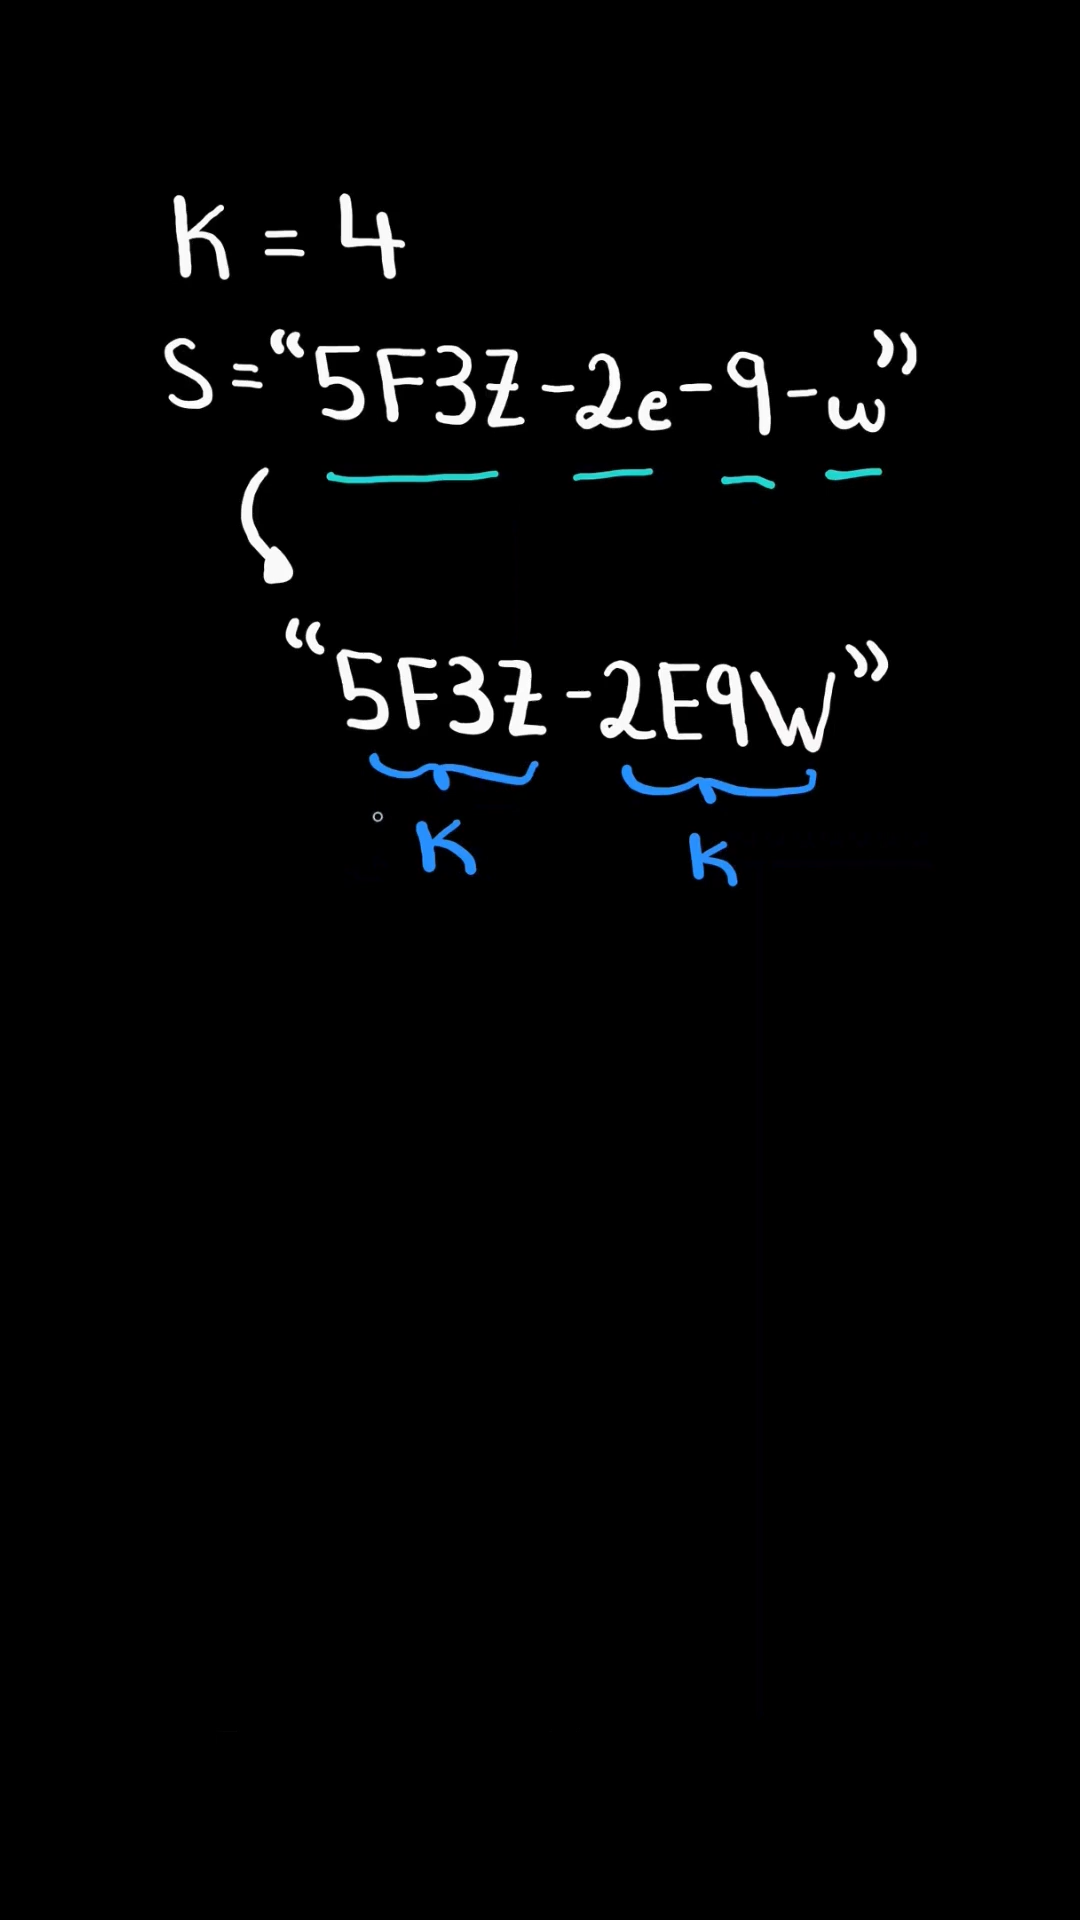 K = 4
S = “5F3Z-2e-9-w”
“5F3Z-2E9W”
K K